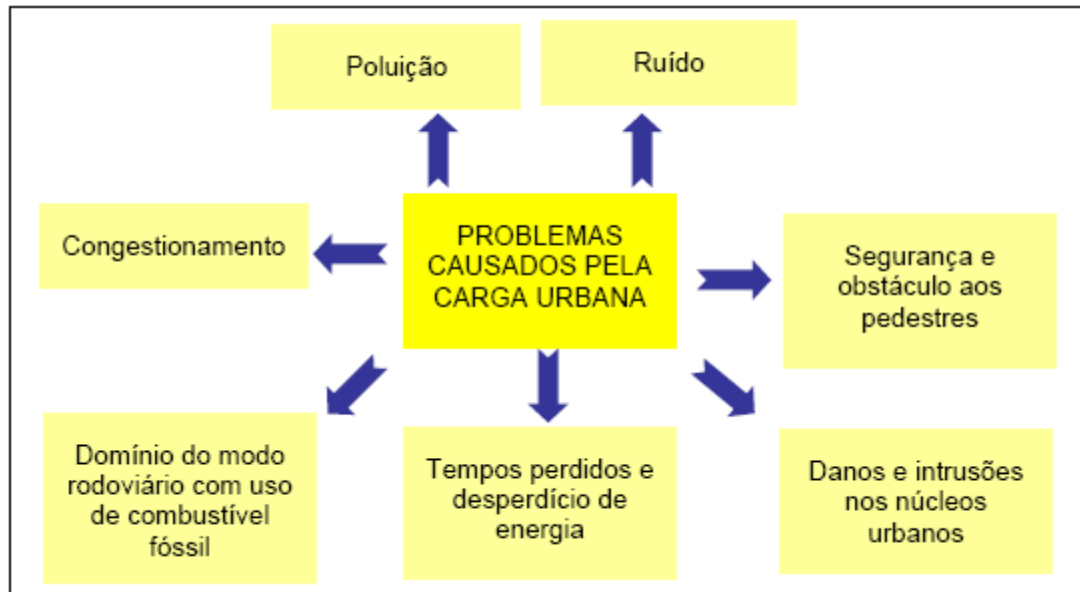 Poluição
Ruído
Congestionamento
PROBLEMAS
CAUSADOS PELA
CARGA URBANA
Segurança e
obstáculo aos
pedestres
Domínio do modo
rodoviário com uso
de combustível
fóssil
Tempos perdidos e
desperdício de
energia
Danos e intrusões
nos núcleos
urbanos